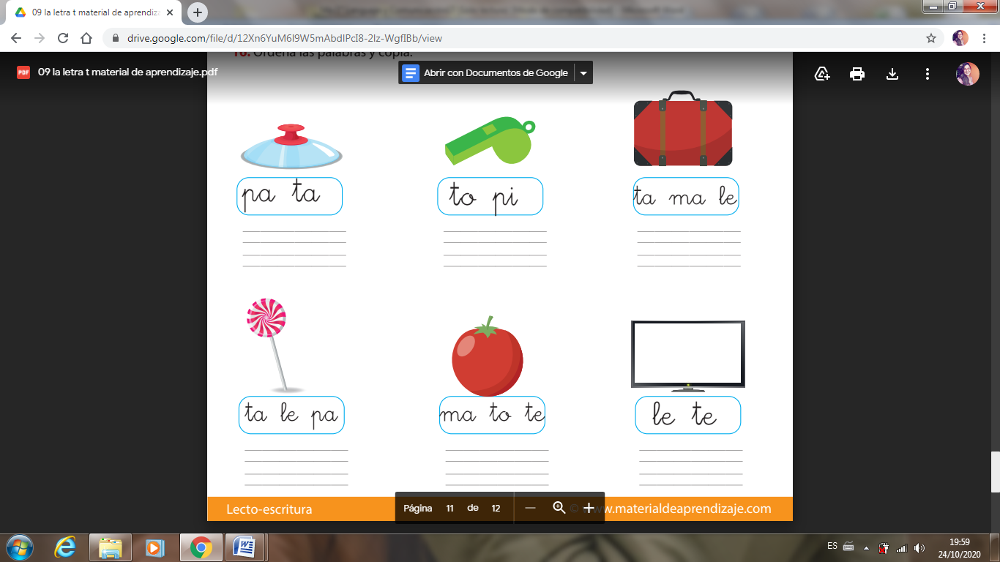 09 la letra t material de aprendiza
drive.google.com/file/d/12Xn6YuM6I9W5mAbdIPcI8-2lz-WgfIBb/view
Ordena las palabras y copia.
PDF
09 la letra t material de aprendizaje.pdf
Abrir con Documentos de Google
pa ta
to pi
ta ma le
ta le pa
ma to te
le te
Lecto-escritura
Página 11 de 12
www.materialdeaprendizaje.com
ES
19:59
24/10/2020